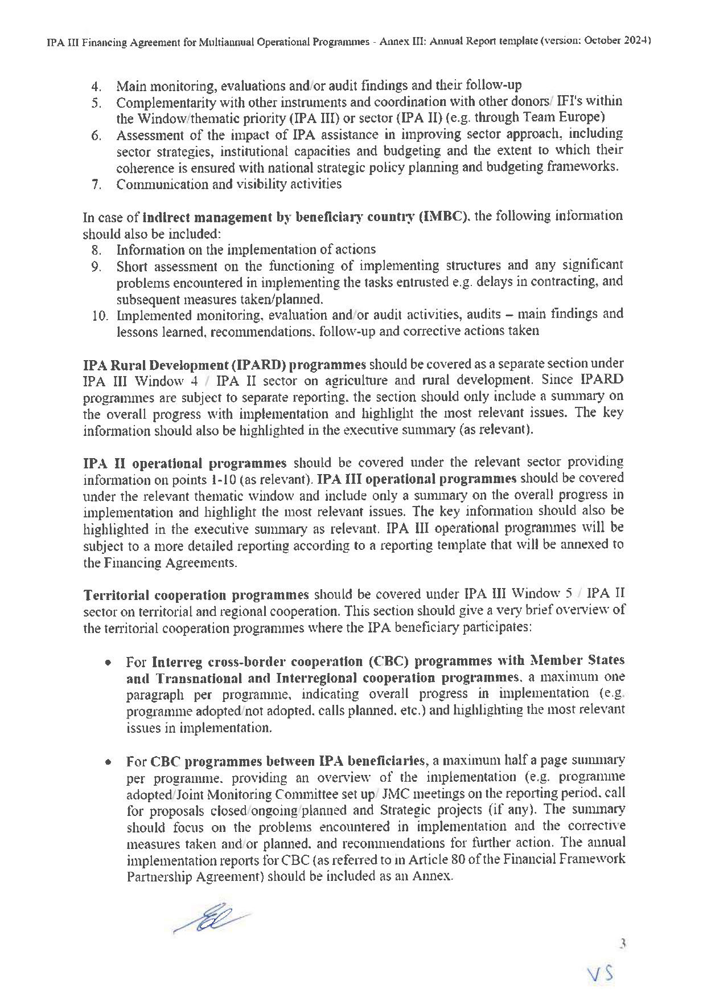 IPA III Financing Agreement for Multiannual Operational Programmes - Annex III: Annual Report template (version: October 2024)
4. Main monitoring, evaluations and/or audit findings and their follow-up
5. Complementarity with other instruments and coordination with other donors/ IFI's within
the Window/thematic priority (IPA III) or sector (IPA II) (e.g. through Team Europe)
6. Assessment of the impact of IPA assistance in improving sector approach, including
sector strategies, institutional capacities and budgeting and the extent to which their
coherence is ensured with national strategic policy planning and budgeting frameworks.
7. Communication and visibility activities
In case of indirect management by beneficiary country (IMBC), the following information
should also be included:
8. Information on the implementation of actions
9. Short assessment on the functioning of implementing structures and any significant
problems encountered in implementing the tasks entrusted e.g. delays in contracting, and
subsequent measures taken/planned.
10. Implemented monitoring, evaluation and/or audit activities, audits – main findings and
lessons learned, recommendations, follow-up and corrective actions taken
IPA Rural Development (IPARD) programmes should be covered as a separate section under
IPA III Window 4 / IPA II sector on agriculture and rural development. Since IPARD
programmes are subject to separate reporting, the section should only include a summary on
the overall progress with implementation and highlight the most relevant issues. The key
information should also be highlighted in the executive summary (as relevant).
IPA II operational programmes should be covered under the relevant sector providing
information on points 1-10 (as relevant). IPA III operational programmes should be covered
under the relevant thematic window and include only a summary on the overall progress in
implementation and highlight the most relevant issues. The key information should also be
highlighted in the executive summary as relevant. IPA III operational programmes will be
subject to a more detailed reporting according to a reporting template that will be annexed to
the Financing Agreements.
Territorial cooperation programmes should be covered under IPA III Window 5 / IPA II
sector on territorial and regional cooperation. This section should give a very brief overview of
the territorial cooperation programmes where the IPA beneficiary participates:
• For Interreg cross-border cooperation (CBC) programmes with Member States
and Transnational and Interregional cooperation programmes, a maximum one
paragraph per programme, indicating overall progress in implementation (e.g.
programme adopted/not adopted, calls planned, etc.) and highlighting the most relevant
issues in implementation.
• For CBC programmes between IPA beneficiaries, a maximum half a page summary
per programme, providing an overview of the implementation (e.g. programme
adopted/Joint Monitoring Committee set up/ JMC meetings on the reporting period, call
for proposals closed/ongoing/planned and Strategic projects (if any). The summary
should focus on the problems encountered in implementation and the corrective
measures taken and/or planned, and recommendations for further action. The annual
implementation reports for CBC (as referred to in Article 80 of the Financial Framework
Partnership Agreement) should be included as an Annex.
3
VS